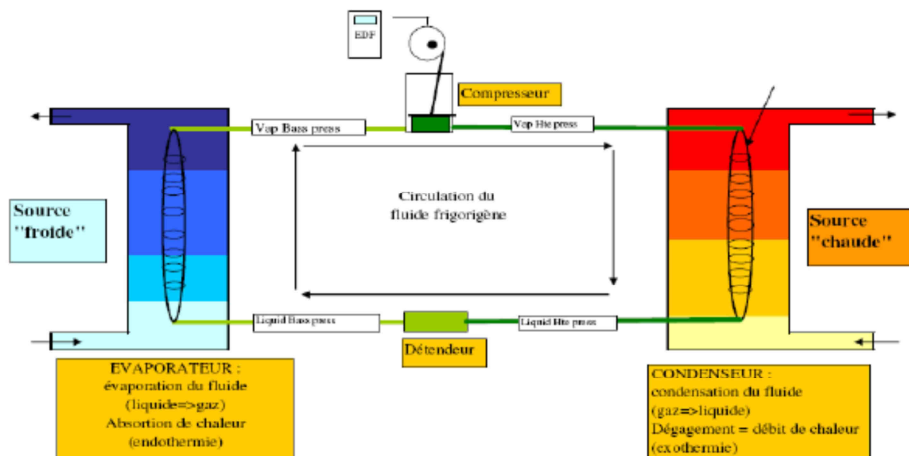 EDF
Compresseur
Vap Bass press
Vap Hte press
Circulation du
fluide frigorigène
Source
"froide"
Source
"chaude"
Liquid Bass press
Liquid Hte press
Détendeur
EVAPORATEUR :
évaporation du fluide
(liquide=>gaz)
Absortion de chaleur
(endothermie)
CONDENSEUR :
condensation du fluide
(gaz=>liquide)
Dégagement = débit de chaleur
(exothermie)